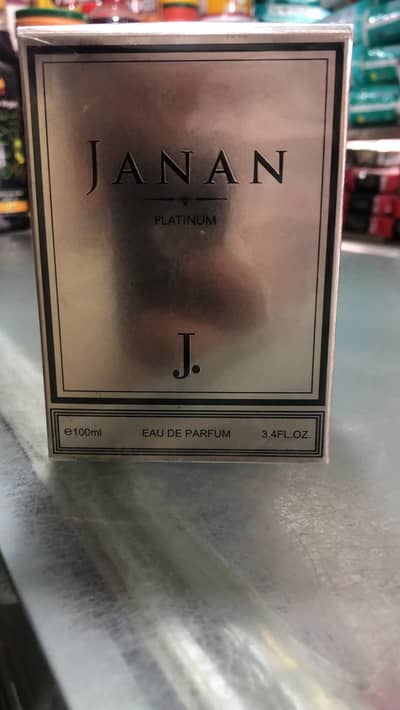 JANAN
PLATINUM
J.
℮100ml EAU DE PARFUM 3.4FL.OZ.